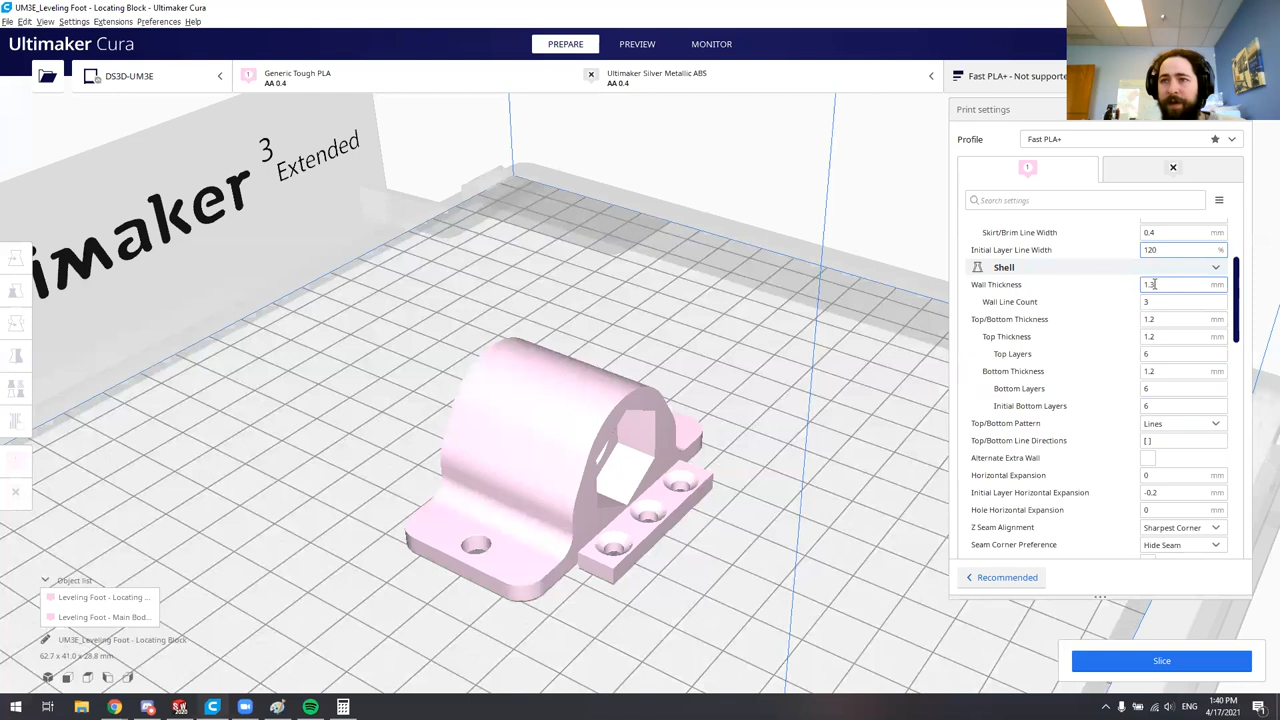 UM3E_Leveling Foot - Locating Block - Ultimaker Cura
File Edit View Settings Extensions Preferences Help
Ultimaker Cura
PREPARE
PREVIEW
MONITOR
DS3D-UM3E
1
Generic Tough PLA
AA 0.4
Ultimaker Silver Metallic ABS
AA 0.4
Fast PLA+ - Not supporte
Print settings
Profile
Fast PLA+
1
Search settings
Skirt/Brim Line Width 0.4 mm
Initial Layer Line Width 120 %
Shell
Wall Thickness 1.3 mm
Wall Line Count 3
Top/Bottom Thickness 1.2 mm
Top Thickness 1.2 mm
Top Layers 6
Bottom Thickness 1.2 mm
Bottom Layers 6
Initial Bottom Layers 6
Top/Bottom Pattern Lines
Top/Bottom Line Directions [ ]
Alternate Extra Wall
Horizontal Expansion 0 mm
Initial Layer Horizontal Expansion -0.2 mm
Hole Horizontal Expansion 0 mm
Z Seam Alignment Sharpest Corner
Seam Corner Preference Hide Seam
Recommended
Slice
imaker 3 Extended
Object list
Leveling Foot - Locating ...
Leveling Foot - Main Bod...
UM3E_Leveling Foot - Locating Block
62.7 x 41.0 x 28.8 mm
1:40 PM
4/17/2021